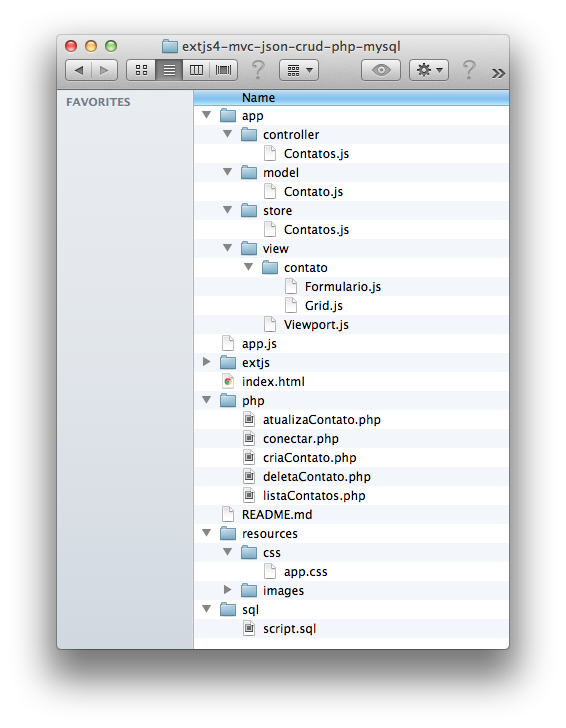 extjs4-mvc-json-crud-php-mysql
FAVORITES
Name
app
controller
Contatos.js
model
Contato.js
store
Contatos.js
view
contato
Formulario.js
Grid.js
Viewport.js
app.js
extjs
index.html
php
atualizaContato.php
conectar.php
criaContato.php
deletaContato.php
listaContatos.php
README.md
resources
css
app.css
images
sql
script.sql